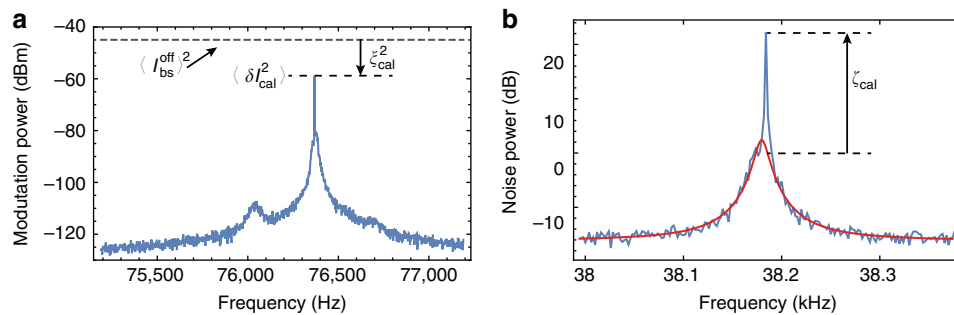 a
Modutation power (dBm)
−40
−60
−80
−100
−120
⟨ I_bs^off ⟩²
⟨ δI_cal² ⟩
ξ_cal²
75,500
76,000
76,500
77,000
Frequency (Hz)
b
Noise power (dB)
20
10
0
−10
ζ_cal
38
38.1
38.2
38.3
Frequency (kHz)